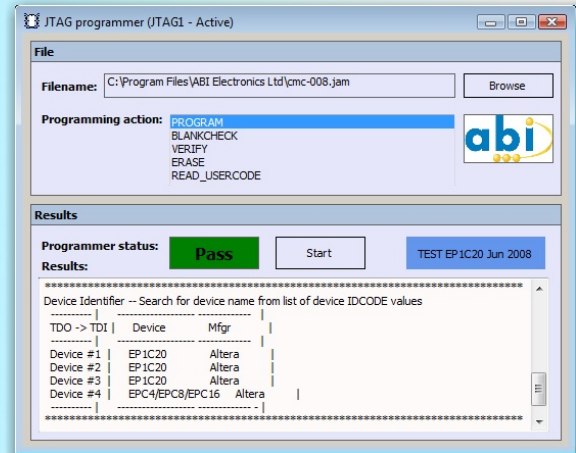 JTAG programmer (JTAG1 - Active)
File
Filename: C:\Program Files\ABI Electronics Ltd\cmc-008.jam Browse
Programming action: PROGRAM
BLANKCHECK
VERIFY
ERASE
READ_USERCODE
abi
Results
Programmer status: Pass Start TEST EP1C20 Jun 2008
Results:
************************************************************************************
Device Identifier -- Search for device name from list of device IDCODE values
---------- | ------------------- ------------- |
TDO -> TDI | Device Mfgr |
---------- | ------------------- ------------- |
Device #1 | EP1C20 Altera |
Device #2 | EP1C20 Altera |
Device #3 | EP1C20 Altera |
Device #4 | EPC4/EPC8/EPC16 Altera |
---------- | ------------------- ------------- - |
************************************************************************************